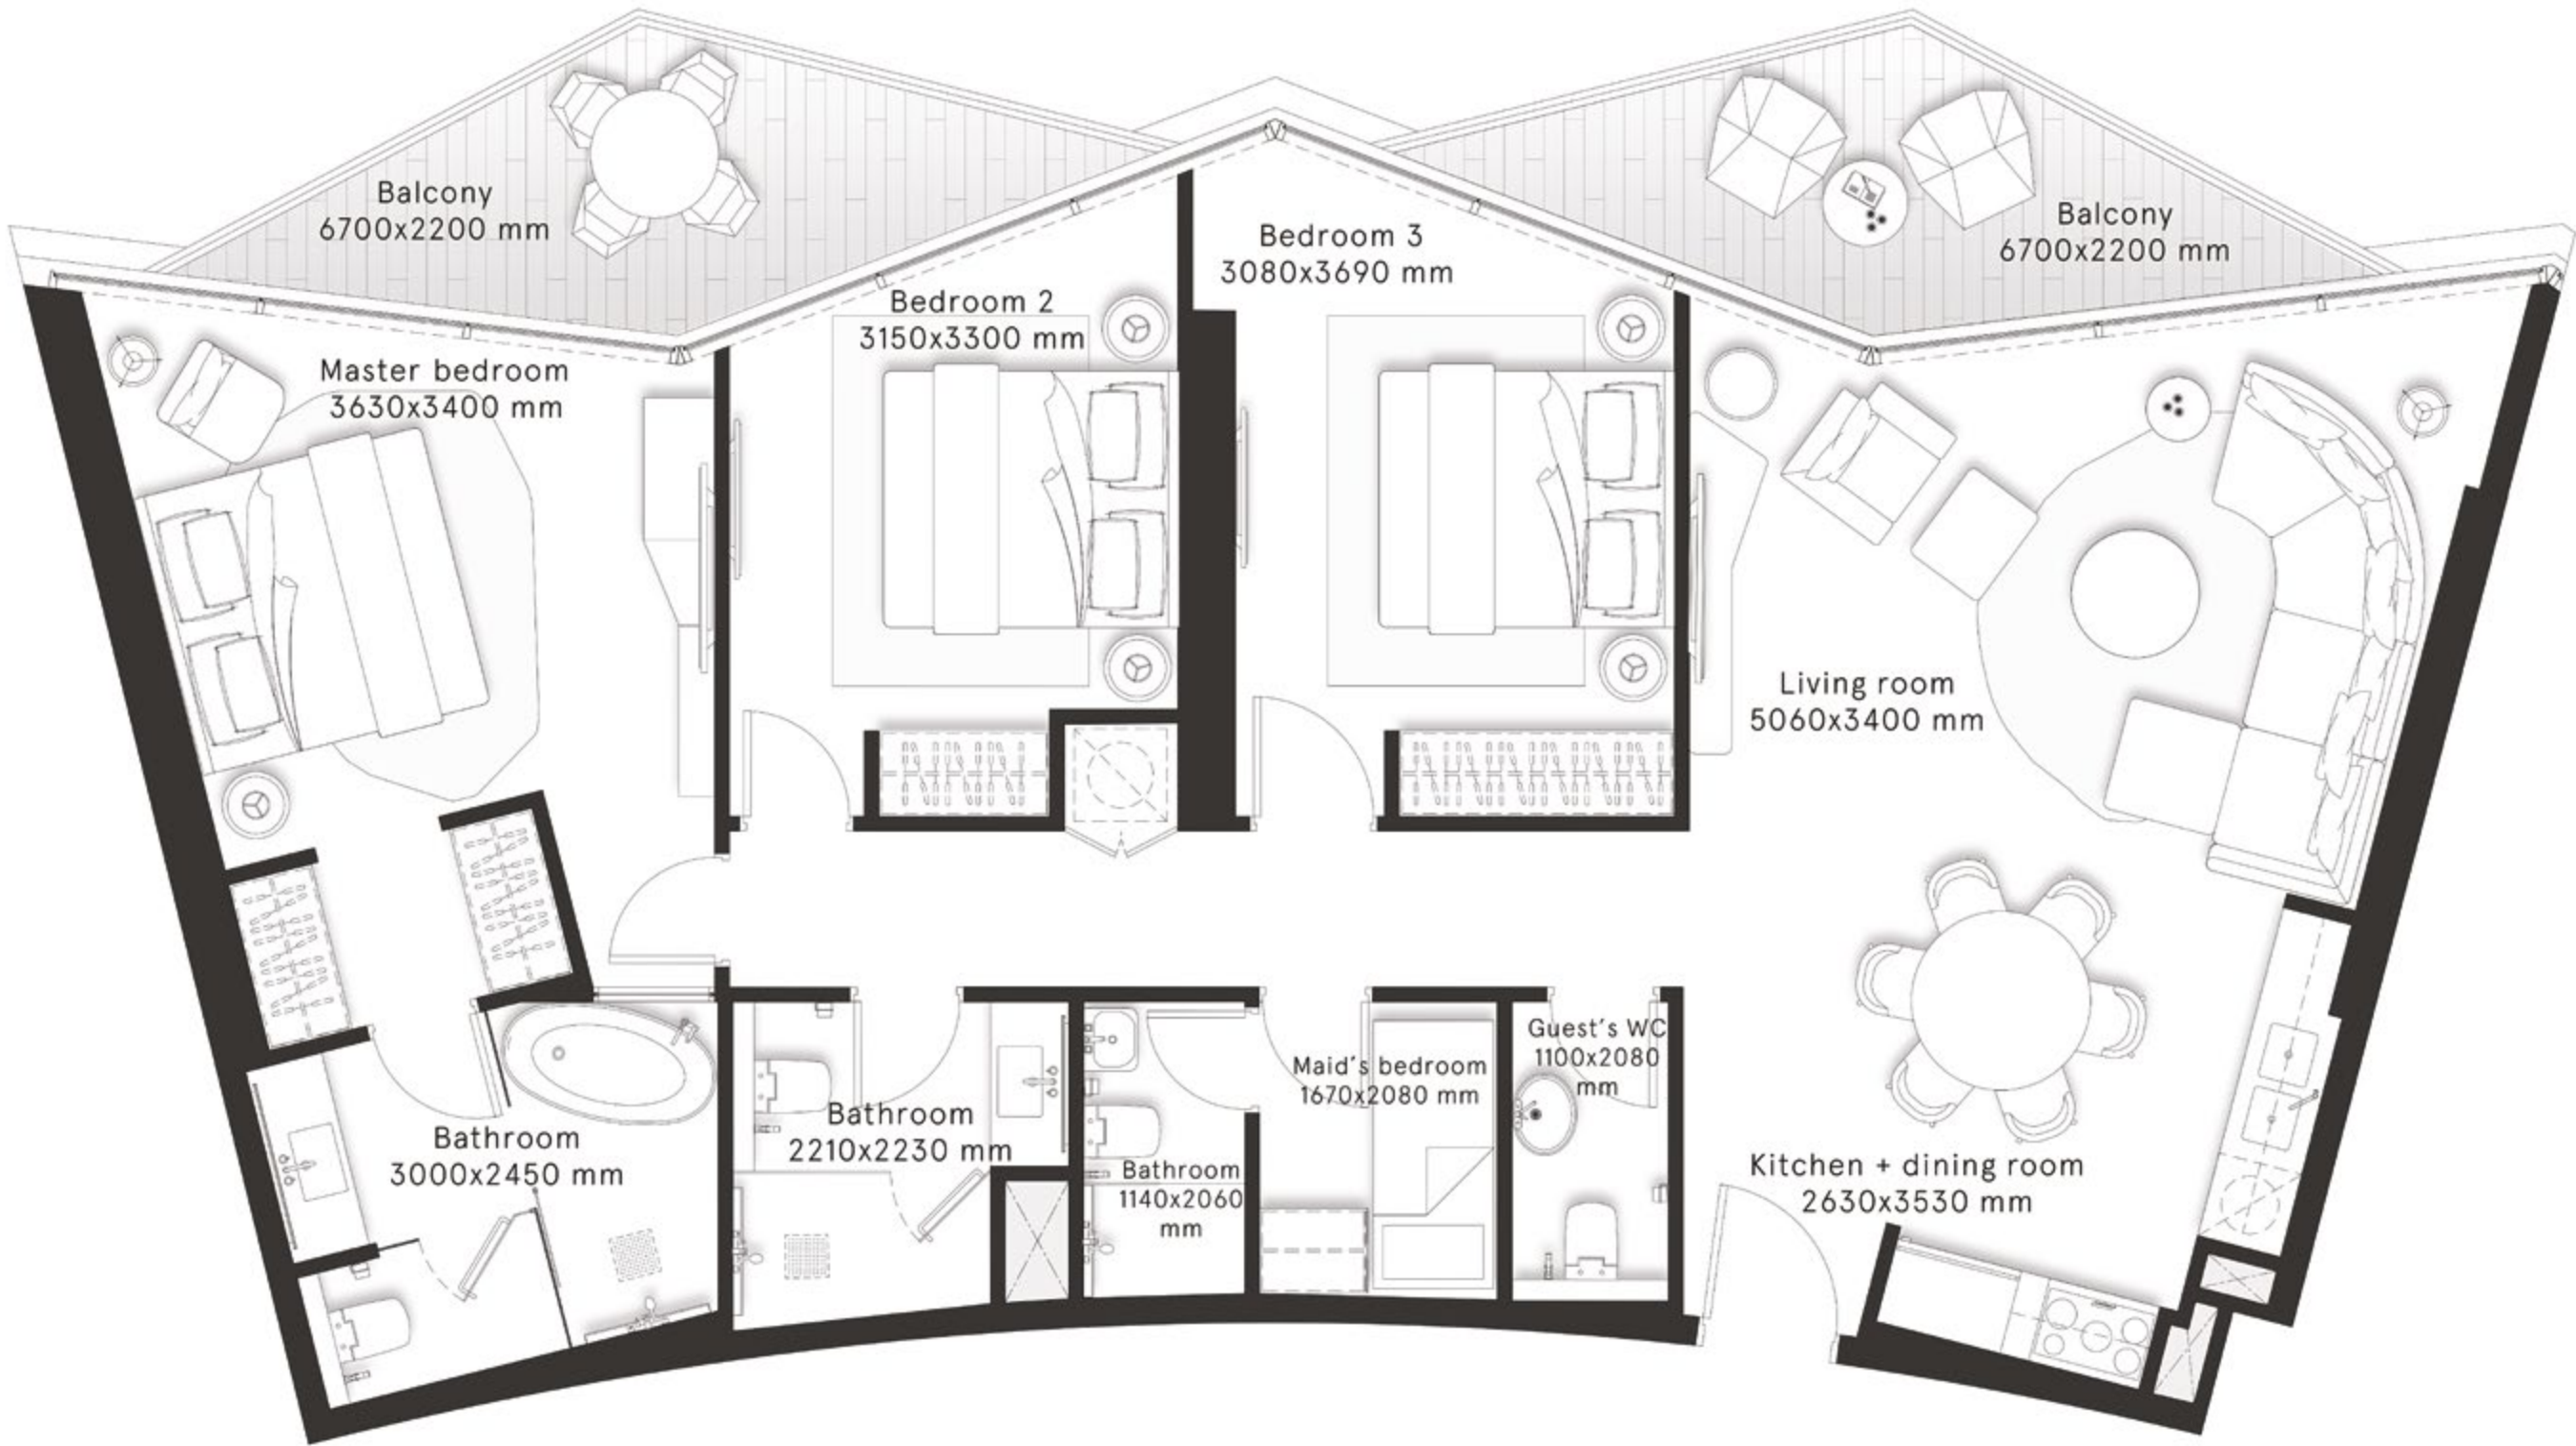 Balcony
6700x2200 mm
Balcony
6700x2200 mm
Bedroom 3
3080x3690 mm
Bedroom 2
3150x3300 mm
Master bedroom
3630x3400 mm
Living room
5060x3400 mm
Guest's WC
1100x2080
mm
Maid's bedroom
1670x2080 mm
Bathroom
2210x2230 mm
Bathroom
3000x2450 mm
Bathroom
1140x2060
mm
Kitchen + dining room
2630x3530 mm